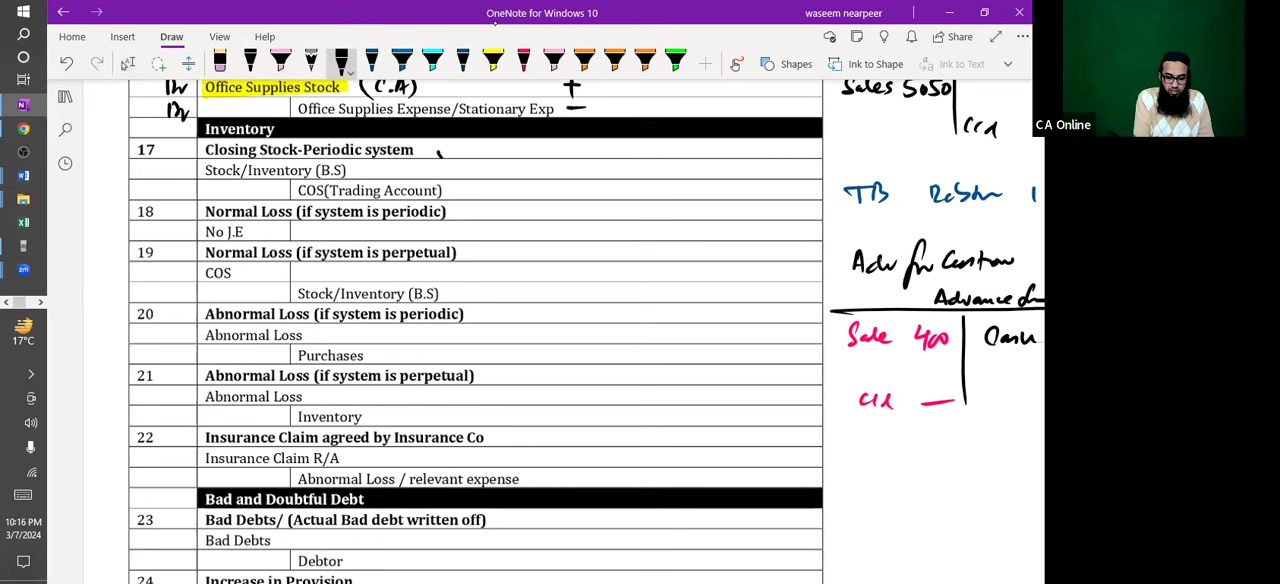 OneNote for Windows 10
waseem nearpeer
Home Insert Draw View Help
Share
Shapes Ink to Shape Ink to Text
Dr Office Supplies Stock (C.A) +
Office Supplies Expense/Stationary Exp −
Inventory
17 Closing Stock-Periodic system
Stock/Inventory (B.S)
COS(Trading Account)
18 Normal Loss (if system is periodic)
No J.E
19 Normal Loss (if system is perpetual)
COS
Stock/Inventory (B.S)
20 Abnormal Loss (if system is periodic)
Abnormal Loss
Purchases
21 Abnormal Loss (if system is perpetual)
Abnormal Loss
Inventory
22 Insurance Claim agreed by Insurance Co
Insurance Claim R/A
Abnormal Loss / relevant expense
Bad and Doubtful Debt
23 Bad Debts/ (Actual Bad debt written off)
Bad Debts
Debtor
24 Increase in Provision
Sales 5050
TB
Adv
Advance
Sale 400 Cash
C A Online
17°C
10:16 PM
3/7/2024